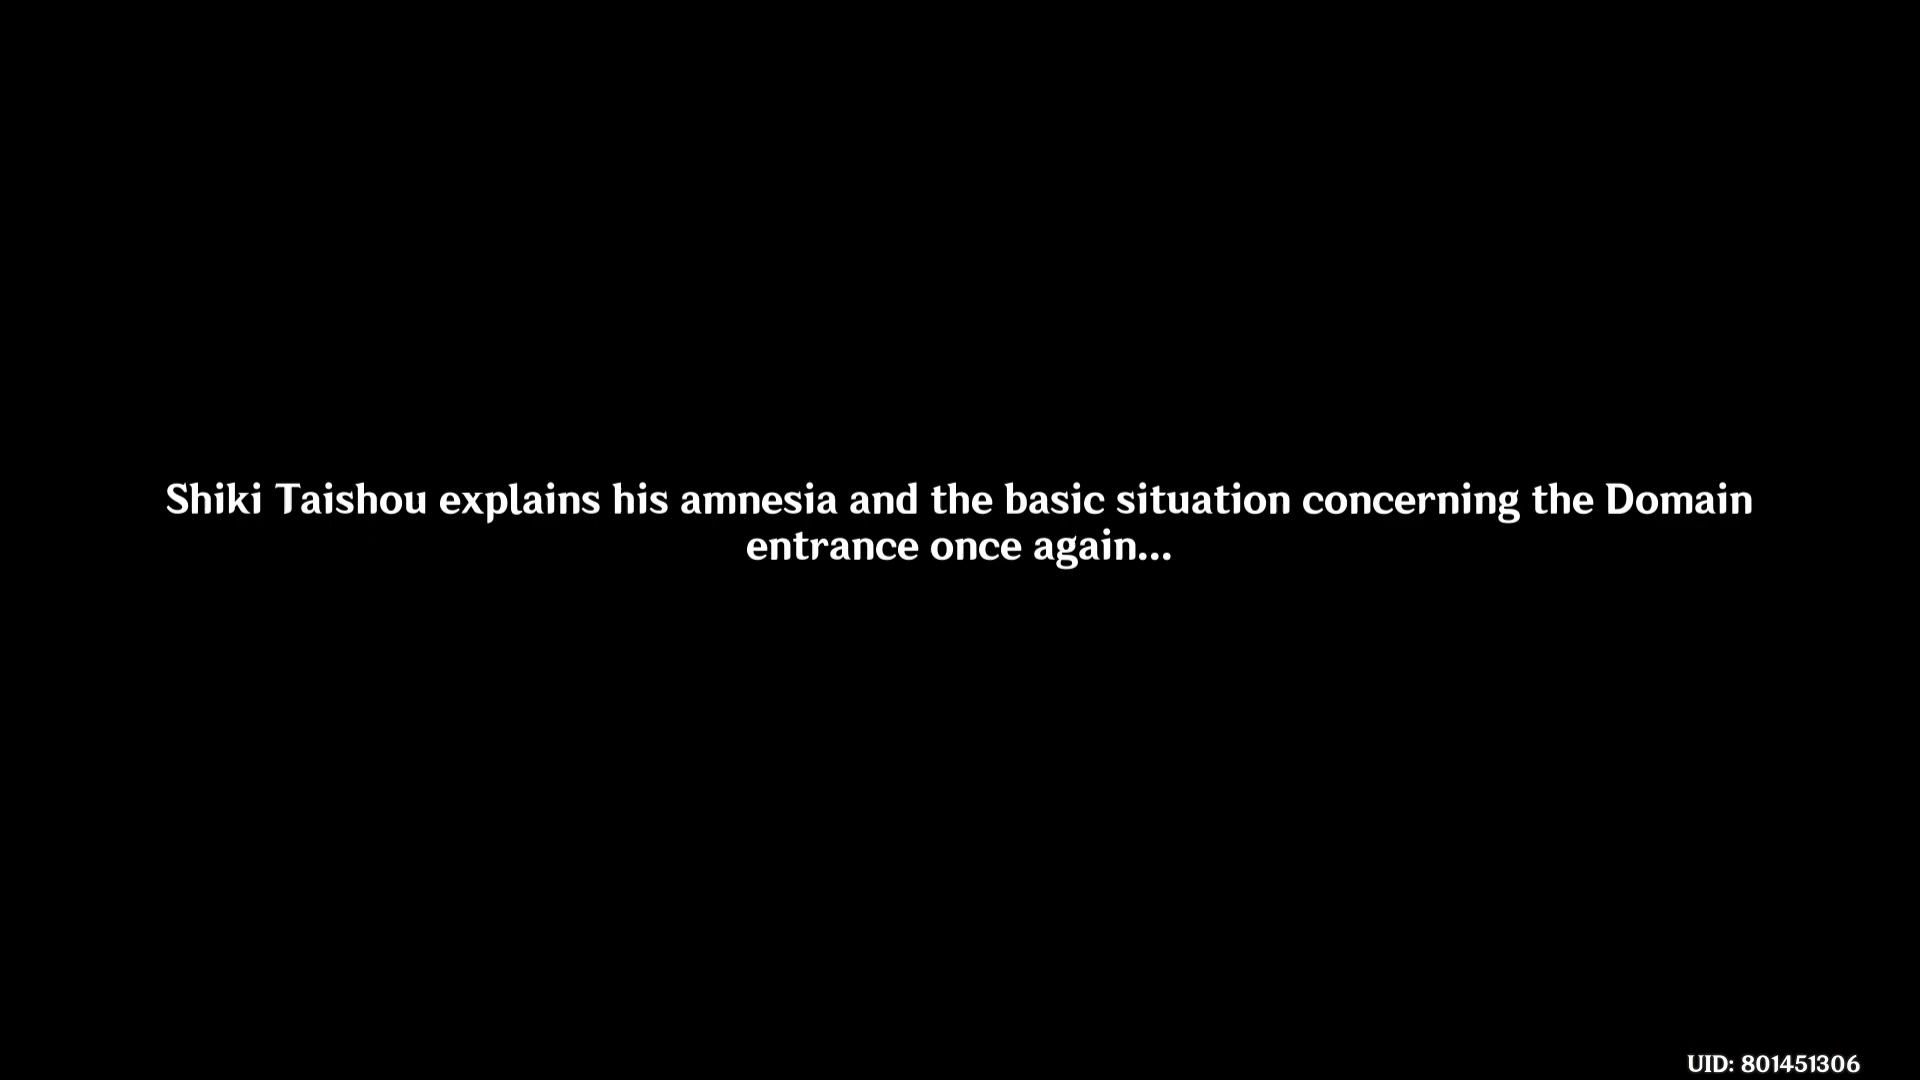 Shiki Taishou explains his amnesia and the basic situation concerning the Domain
entrance once again...
UID: 801451306